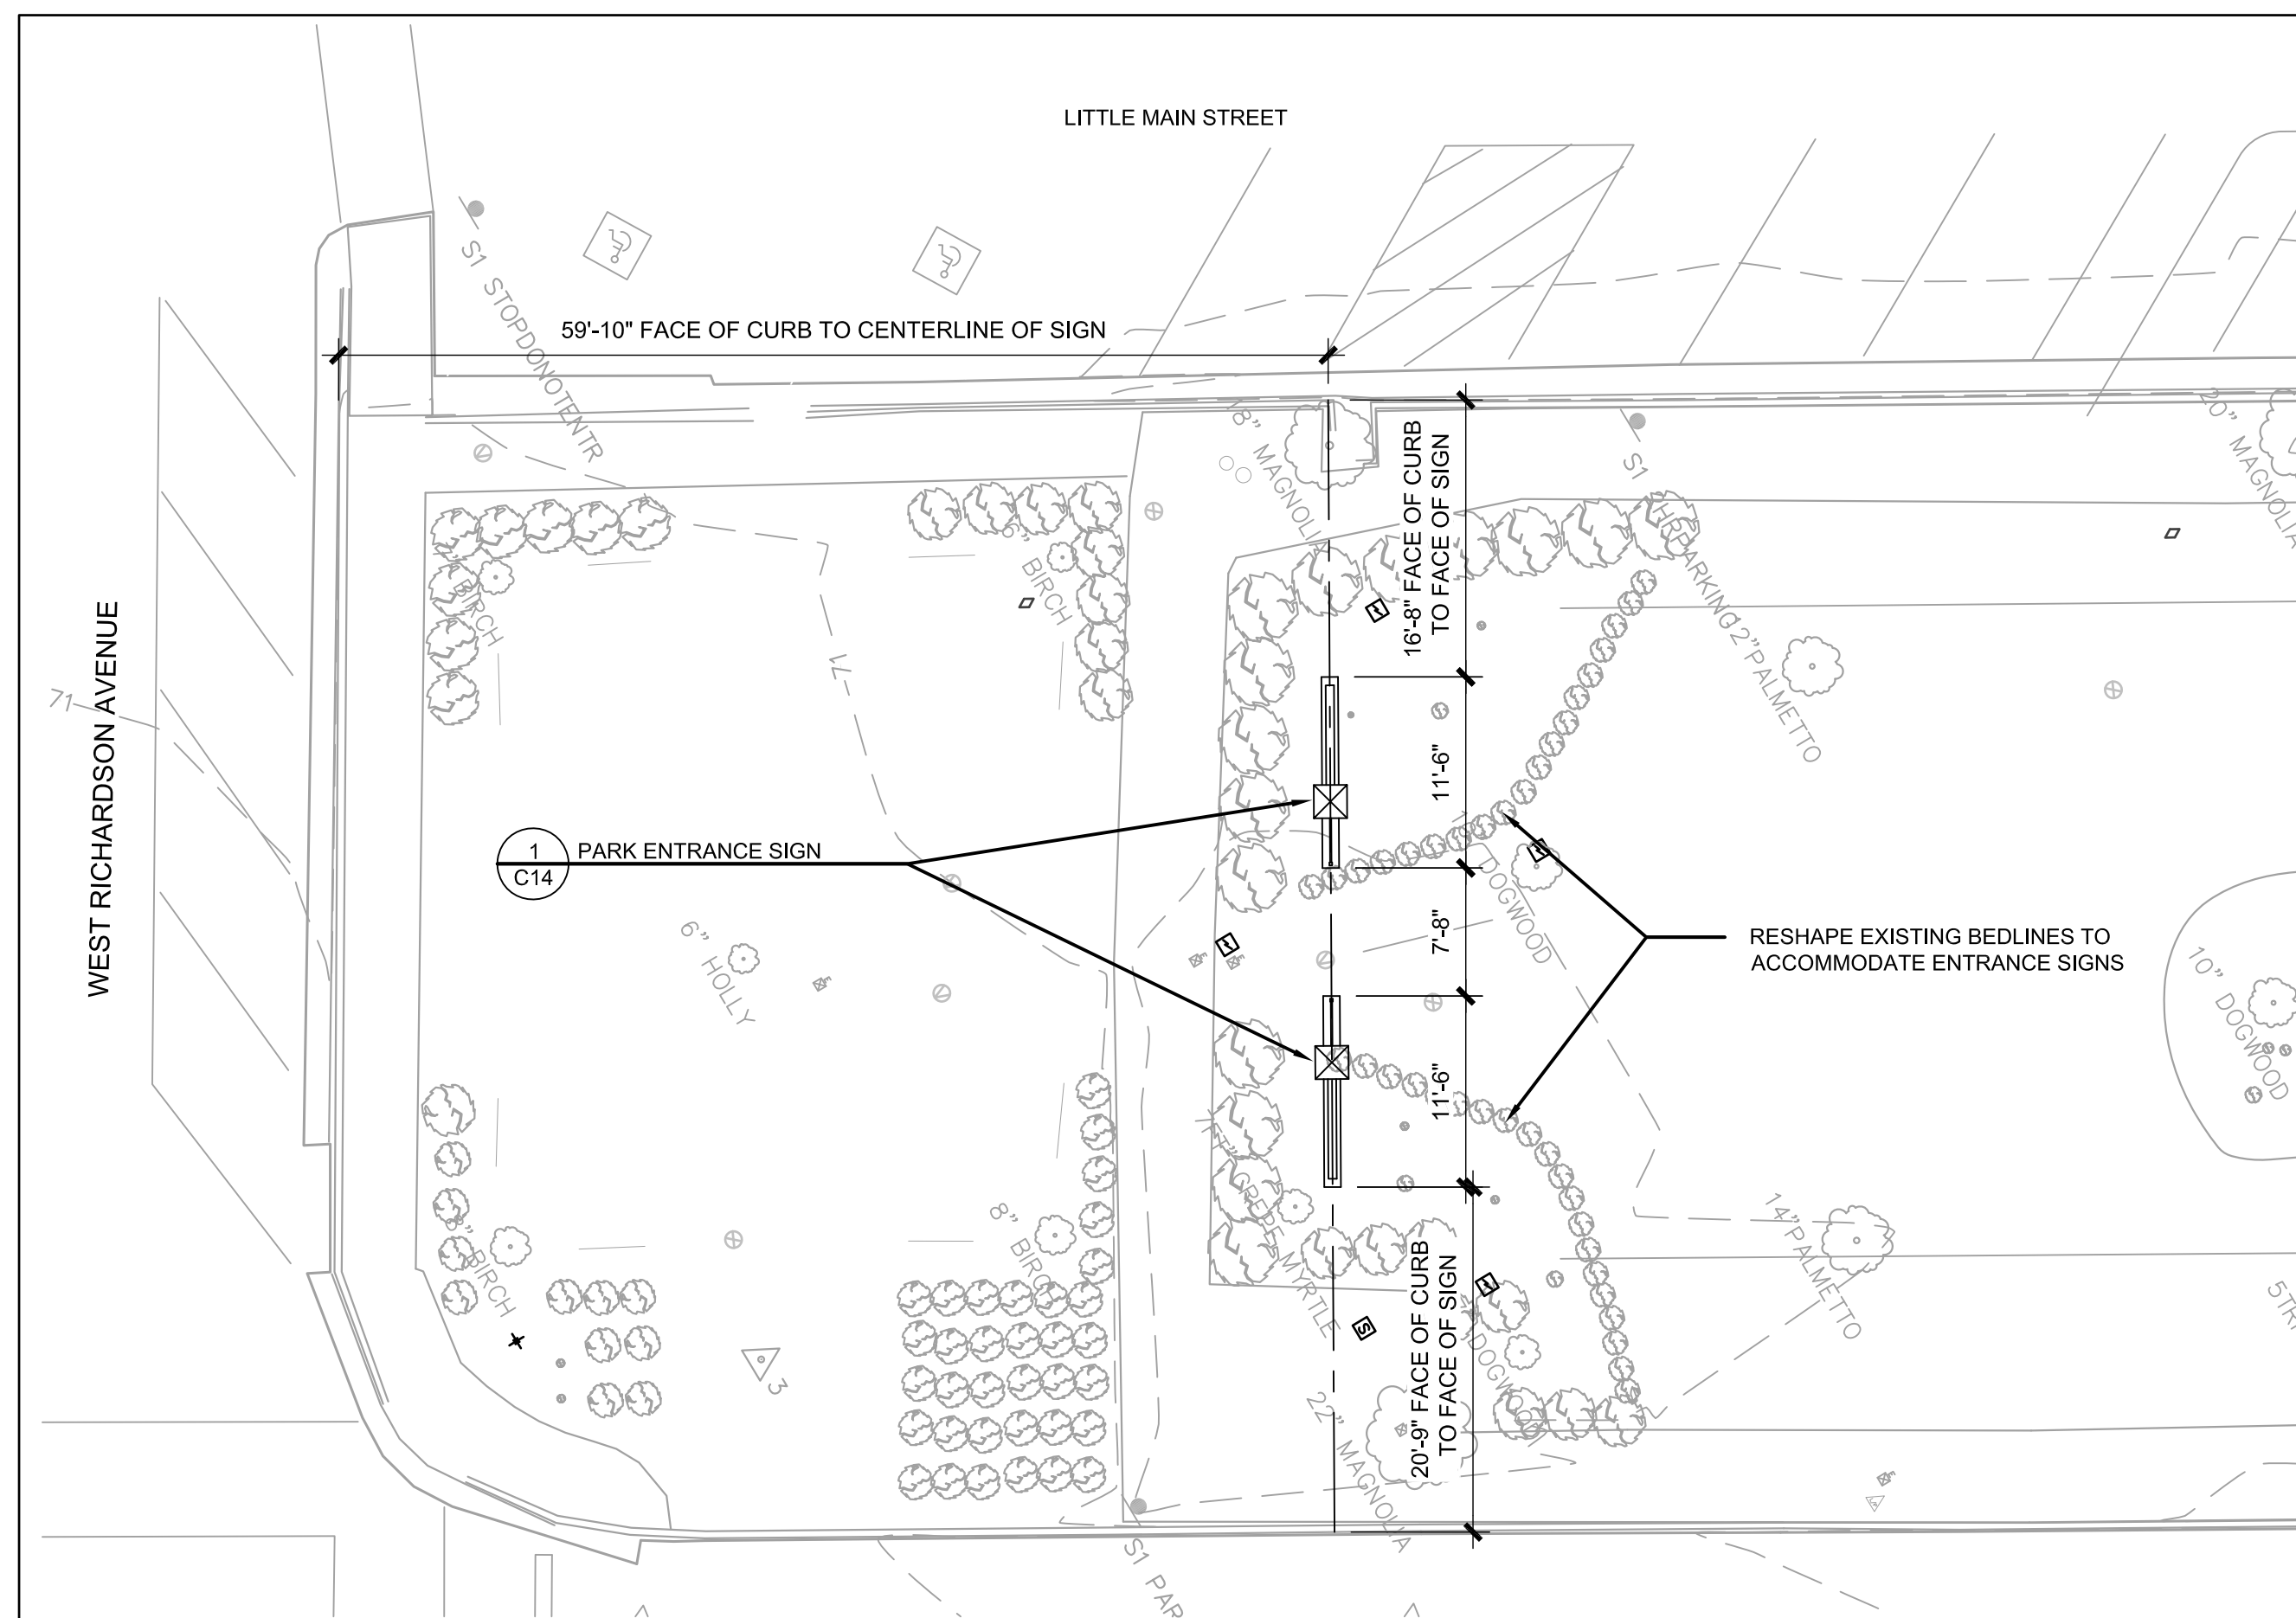 LITTLE MAIN STREET
S1 STOPDONOTENTR
59'-10" FACE OF CURB TO CENTERLINE OF SIGN
18" MAGNOLIA
16'-8" FACE OF CURB
TO FACE OF SIGN
20" MAGNOLIA
S1 HRPARKING
BIRCH
6" BIRCH
12"PALMETTO
WEST RICHARDSON AVENUE
71
71
11'-6"
1
C14
PARK ENTRANCE SIGN
DOGWOOD
7'-8"
RESHAPE EXISTING BEDLINES TO
ACCOMMODATE ENTRANCE SIGNS
6" HOLLY
10" DOGWOOD
11'-6"
CREPE MYRTLE
8" BIRCH
8" BIRCH
14"PALMETTO
20'-9" FACE OF CURB
TO FACE OF SIGN
DOGWOOD
S
3
22" MAGNOLIA
S1 PAR